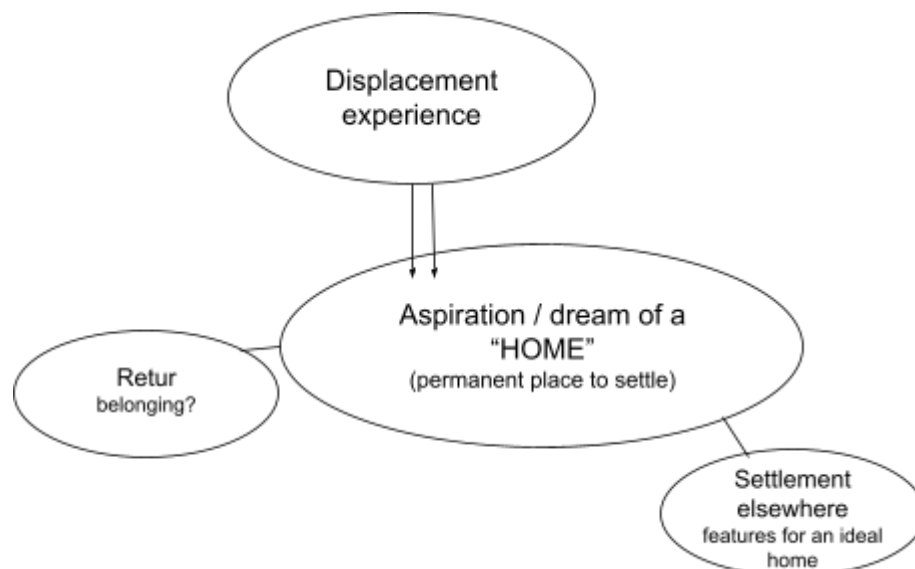 Displacement
experience
Aspiration / dream of a
“HOME”
(permanent place to settle)
Retur
belonging?
Settlement
elsewhere
features for an ideal
home